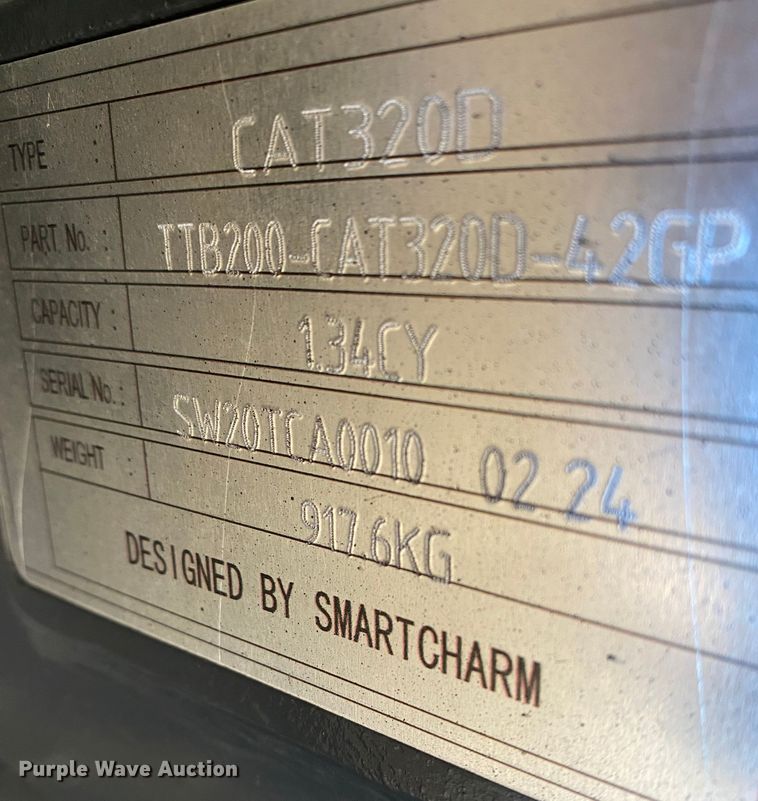 TYPE : CAT320D
PART No. : TTB200-CAT320D-42GP
CAPACITY : 1.34CY
SERIAL No. : SW20TCA0010 02 24
WEIGHT : 917.6KG
DESIGNED BY SMARTCHARM
Purple Wave Auction